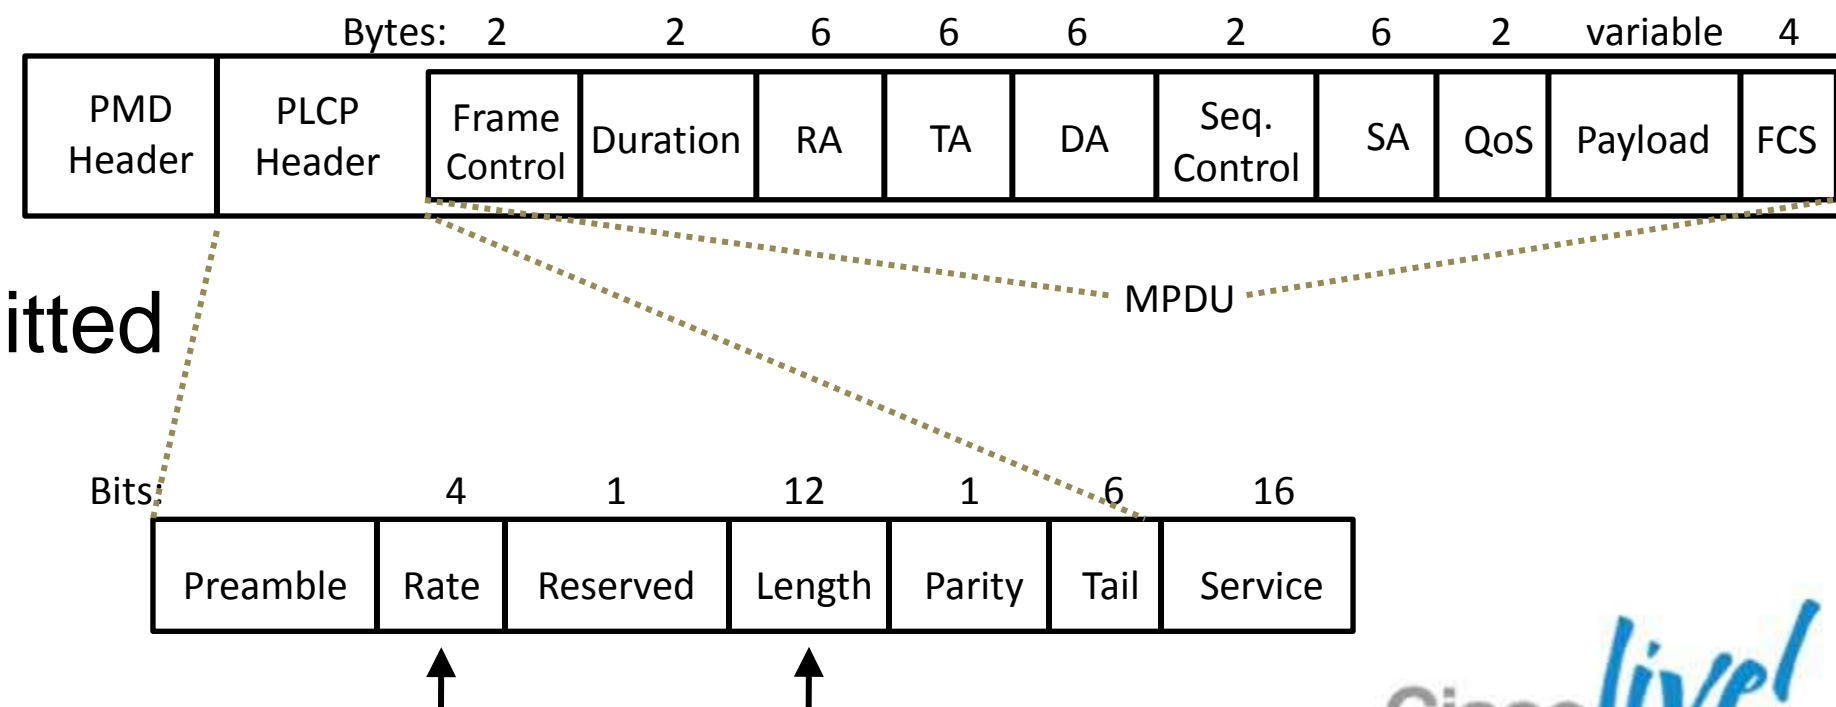 Bytes: 2 2 6 6 6 2 6 2 variable 4
PMD Header
PLCP Header
Frame Control
Duration
RA
TA
DA
Seq. Control
SA
QoS
Payload
FCS
MPDU
itted
Bits: 4 1 12 1 6 16
Preamble Rate Reserved Length Parity Tail Service
Cisco live!